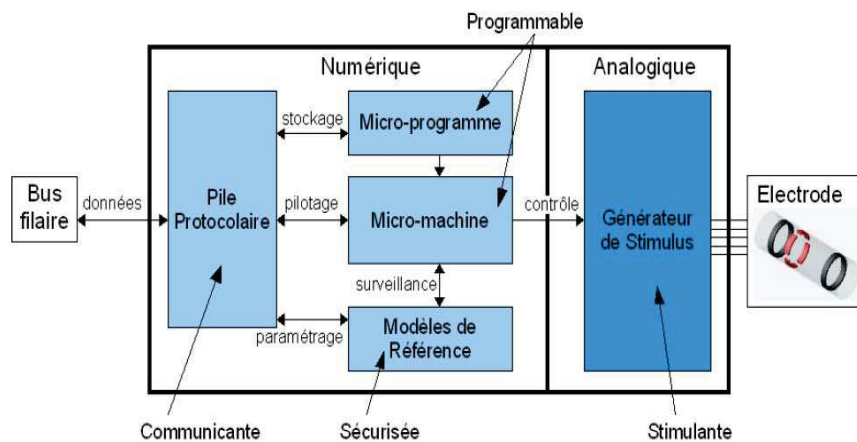 Programmable
Numérique
Analogique
Micro-programme
stockage
Bus
filaire
données
Pile
Protocolaire
pilotage
Micro-machine
contrôle
Générateur
de Stimulus
Electrode
surveillance
paramétrage
Modèles de
Référence
Communicante
Sécurisée
Stimulante